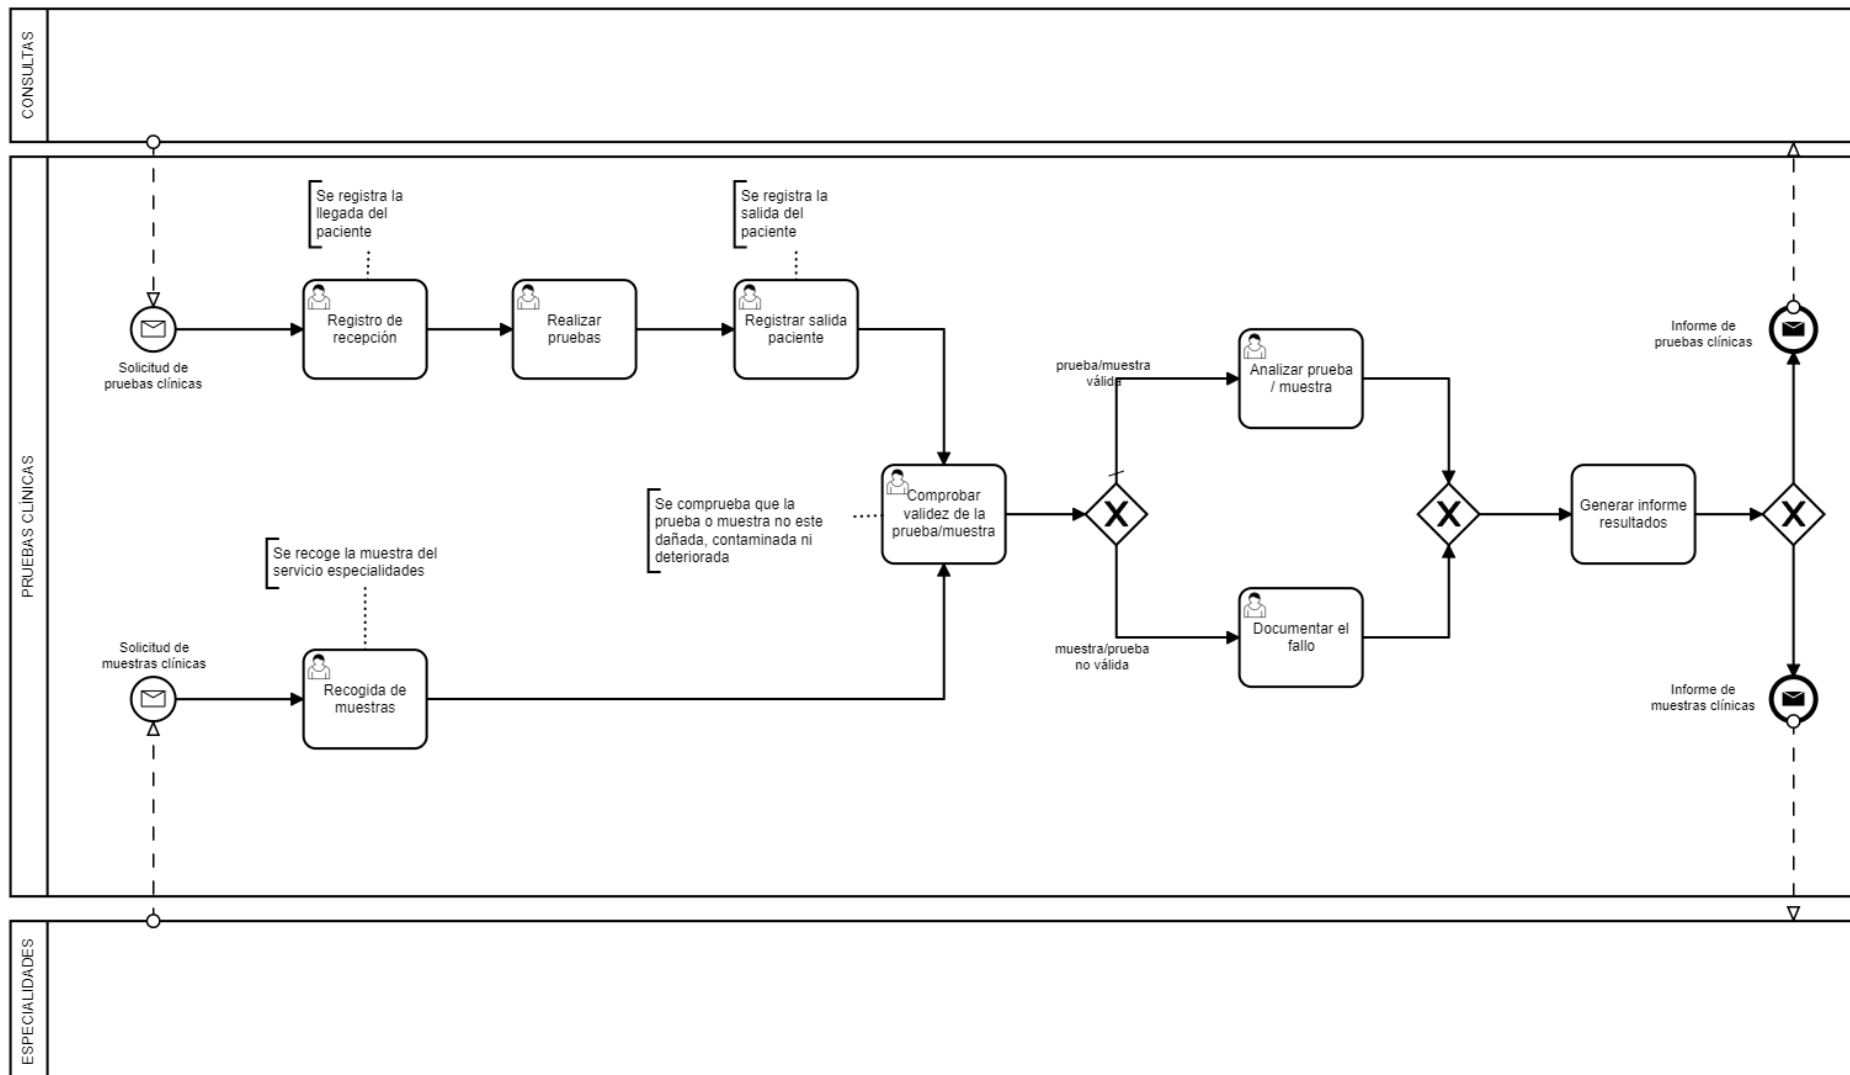 CONSULTAS
PRUEBAS CLÍNICAS
Se registra la
llegada del
paciente
Se registra la
salida del
paciente
Solicitud de
pruebas clínicas
Registro de
recepción
Realizar
pruebas
Registrar salida
paciente
prueba/muestra
válida
Analizar prueba
/ muestra
Informe de
pruebas clínicas
Se comprueba que la
prueba o muestra no este
dañada, contaminada ni
deteriorada
Comprobar
validez de la
prueba/muestra
X
X
Generar informe
resultados
X
Se recoge la muestra del
servicio especialidades
Solicitud de
muestras clínicas
Recogida de
muestras
muestra/prueba
no válida
Documentar el
fallo
Informe de
muestras clínicas
ESPECIALIDADES